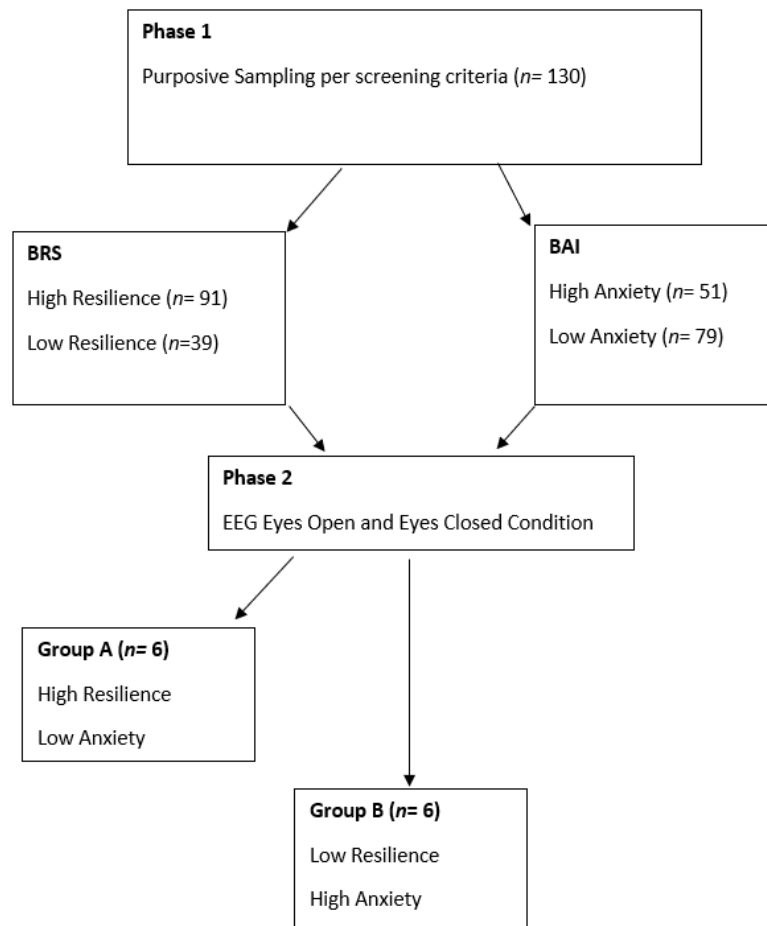 Phase 1
Purposive Sampling per screening criteria (n= 130)
BRS
High Resilience (n= 91)
Low Resilience (n=39)
BAI
High Anxiety (n= 51)
Low Anxiety (n= 79)
Phase 2
EEG Eyes Open and Eyes Closed Condition
Group A (n= 6)
High Resilience
Low Anxiety
Group B (n= 6)
Low Resilience
High Anxiety